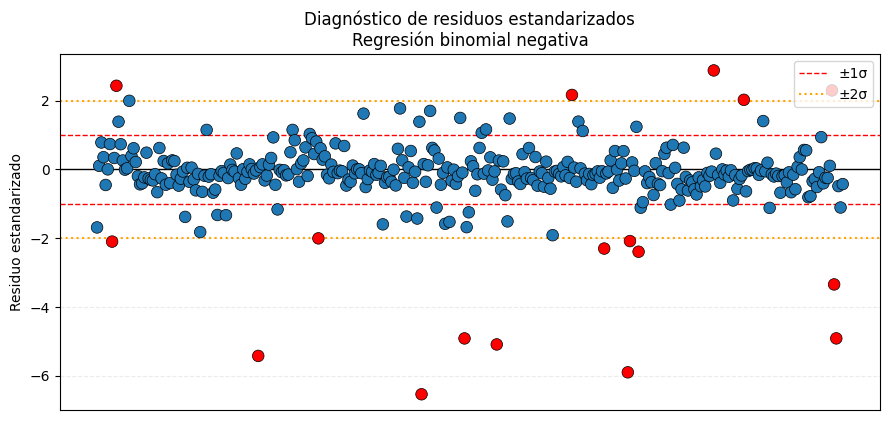 Diagnóstico de residuos estandarizados
Regresión binomial negativa
Residuo estandarizado
2
0
−2
−4
−6
±1σ
±2σ